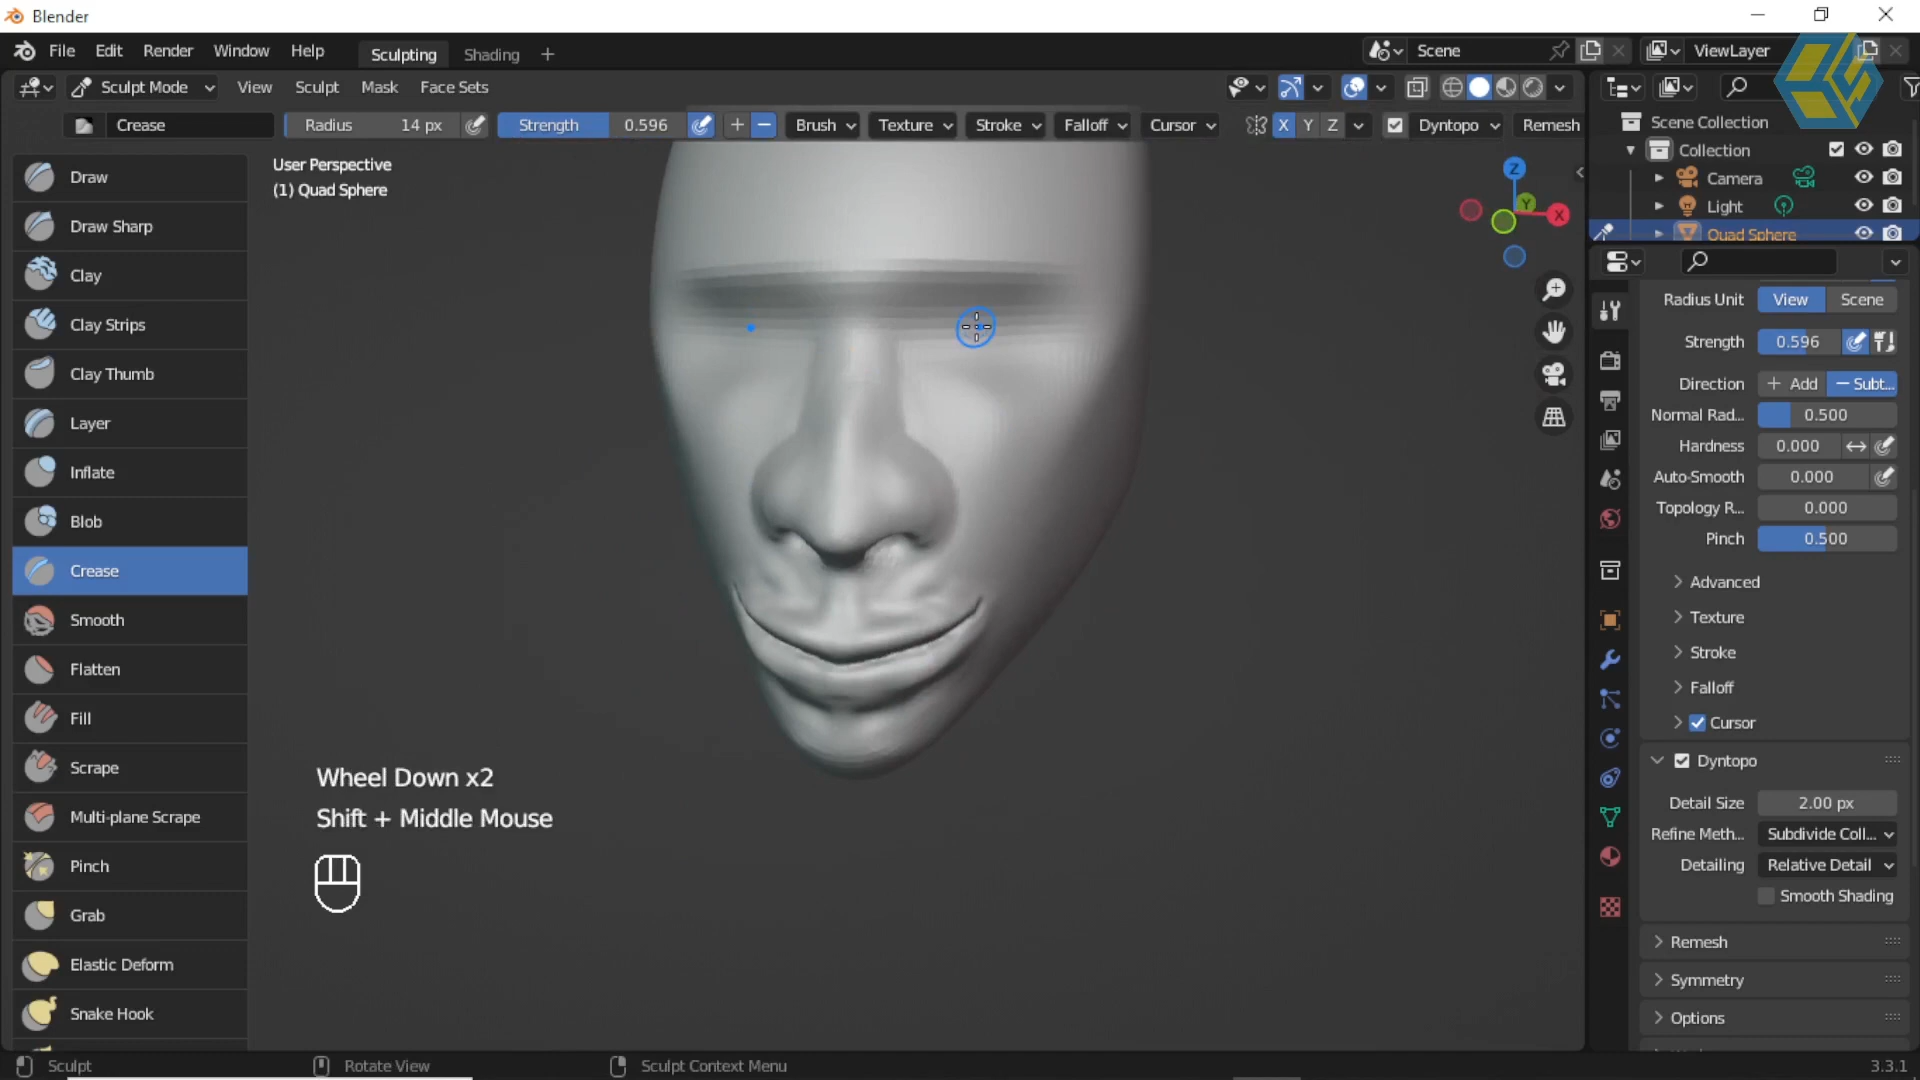 Blender
File Edit Render Window Help Sculpting Shading + Scene ViewLayer
Sculpt Mode View Sculpt Mask Face Sets
Crease Radius 14 px Strength 0.596 Brush Texture Stroke Falloff Cursor X Y Z Dyntopo Remesh
User Perspective
(1) Quad Sphere
Draw
Draw Sharp
Clay
Clay Strips
Clay Thumb
Layer
Inflate
Blob
Crease
Smooth
Flatten
Fill
Scrape
Multi-plane Scrape
Pinch
Grab
Elastic Deform
Snake Hook
Z
Y
X
Wheel Down x2
Shift + Middle Mouse
Scene Collection
Collection
Camera
Light
Quad Sphere
Radius Unit View Scene
Strength 0.596
Direction + Add − Subt...
Normal Rad... 0.500
Hardness 0.000
Auto-Smooth 0.000
Topology R... 0.000
Pinch 0.500
Advanced
Texture
Stroke
Falloff
Cursor
Dyntopo
Detail Size 2.00 px
Refine Meth... Subdivide Coll...
Detailing Relative Detail
Smooth Shading
Remesh
Symmetry
Options
Sculpt Rotate View Sculpt Context Menu 3.3.1